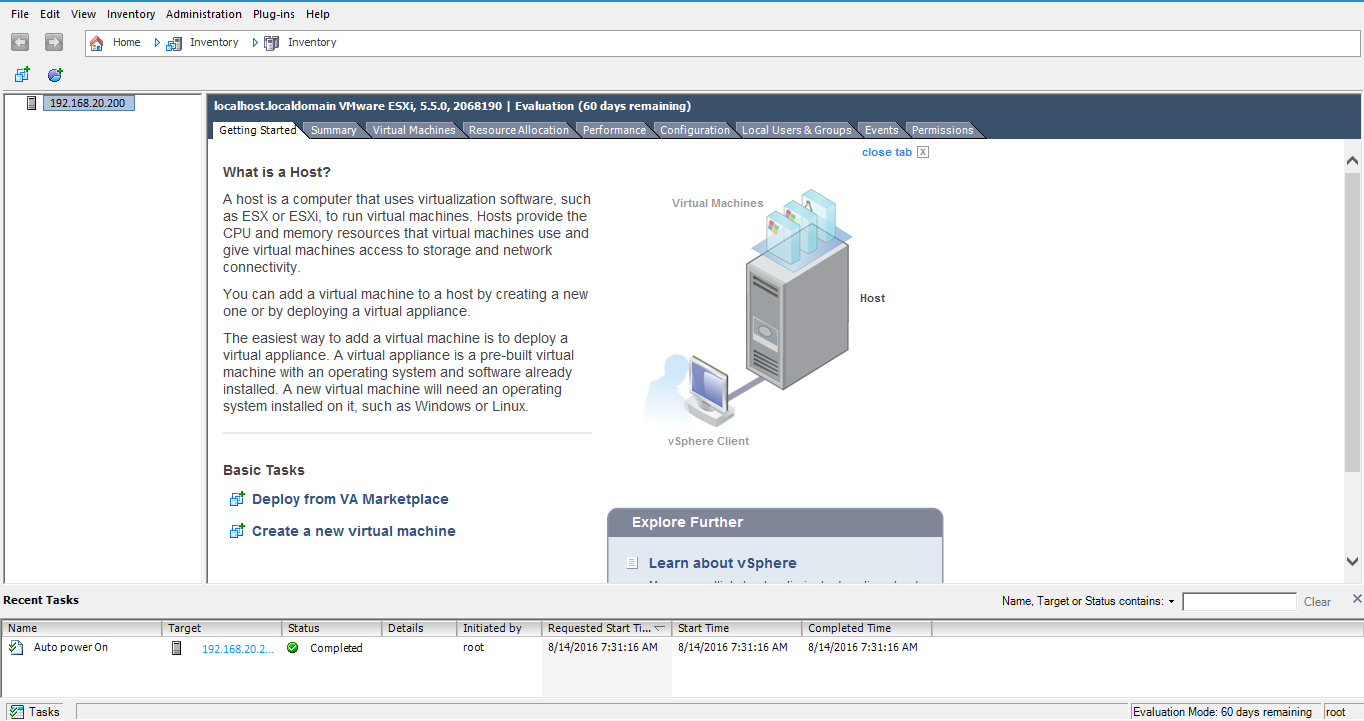 File Edit View Inventory Administration Plug-ins Help
Home Inventory Inventory
192.168.20.200
localhost.localdomain VMware ESXi, 5.5.0, 2068190 | Evaluation (60 days remaining)
Getting Started Summary Virtual Machines Resource Allocation Performance Configuration Local Users & Groups Events Permissions
close tab X
What is a Host?
A host is a computer that uses virtualization software, such
as ESX or ESXi, to run virtual machines. Hosts provide the
CPU and memory resources that virtual machines use and
give virtual machines access to storage and network
connectivity.
You can add a virtual machine to a host by creating a new
one or by deploying a virtual appliance.
The easiest way to add a virtual machine is to deploy a
virtual appliance. A virtual appliance is a pre-built virtual
machine with an operating system and software already
installed. A new virtual machine will need an operating
system installed on it, such as Windows or Linux.
Virtual Machines
Host
vSphere Client
Basic Tasks
Deploy from VA Marketplace
Create a new virtual machine
Explore Further
Learn about vSphere
Recent Tasks
Name, Target or Status contains: Clear
Name Target Status Details Initiated by Requested Start Ti... Start Time Completed Time
Auto power On 192.168.20.2... Completed root 8/14/2016 7:31:16 AM 8/14/2016 7:31:16 AM 8/14/2016 7:31:16 AM
Tasks Evaluation Mode: 60 days remaining root